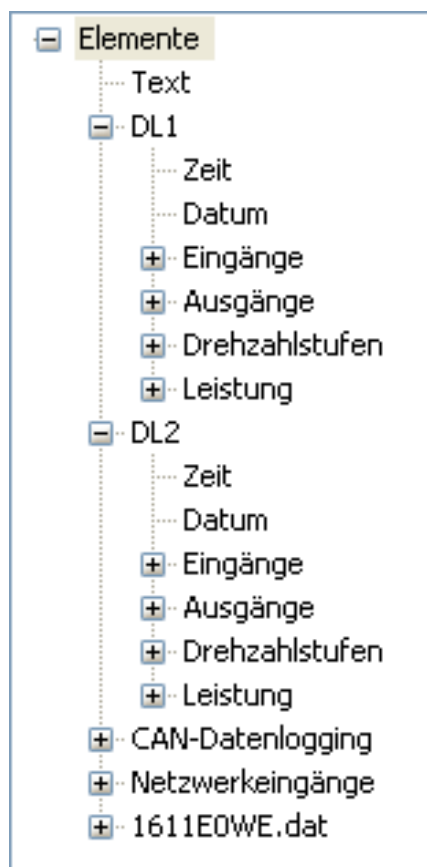 Elemente
Text
DL1
Zeit
Datum
Eingänge
Ausgänge
Drehzahlstufen
Leistung
DL2
Zeit
Datum
Eingänge
Ausgänge
Drehzahlstufen
Leistung
CAN-Datenlogging
Netzwerkeingänge
1611E0WE.dat